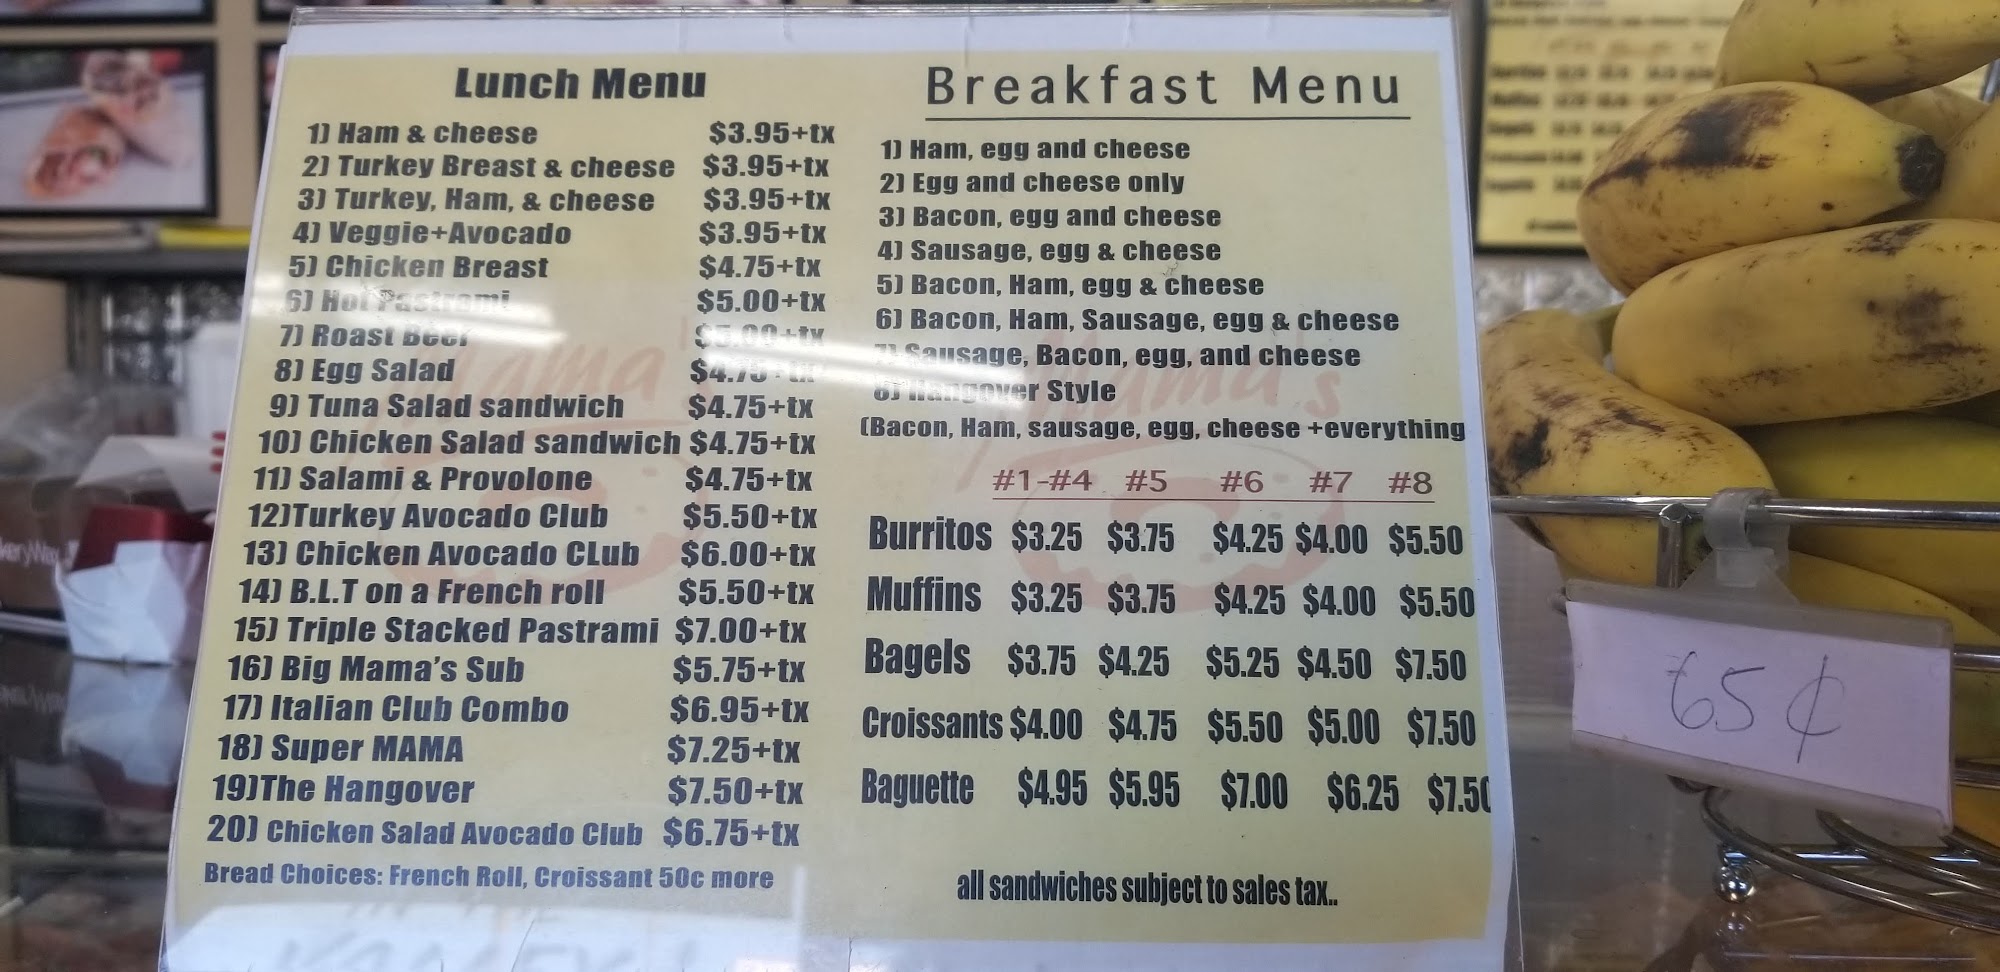 Lunch Menu
1) Ham & cheese $3.95+tx
2) Turkey Breast & cheese $3.95+tx
3) Turkey, Ham, & cheese $3.95+tx
4) Veggie+Avocado $3.95+tx
5) Chicken Breast $4.75+tx
6) Hot Pastrami $5.00+tx
7) Roast Beef $5.00+tx
8) Egg Salad $4.75+tx
9) Tuna Salad sandwich $4.75+tx
10) Chicken Salad sandwich $4.75+tx
11) Salami & Provolone $4.75+tx
12)Turkey Avocado Club $5.50+tx
13) Chicken Avocado CLub $6.00+tx
14) B.L.T on a French roll $5.50+tx
15) Triple Stacked Pastrami $7.00+tx
16) Big Mama's Sub $5.75+tx
17) Italian Club Combo $6.95+tx
18) Super MAMA $7.25+tx
19)The Hangover $7.50+tx
20) Chicken Salad Avocado Club $6.75+tx
Bread Choices: French Roll, Croissant 50c more
Breakfast Menu
1) Ham, egg and cheese
2) Egg and cheese only
3) Bacon, egg and cheese
4) Sausage, egg & cheese
5) Bacon, Ham, egg & cheese
6) Bacon, Ham, Sausage, egg & cheese
7) Sausage, Bacon, egg, and cheese
8) Hangover Style
(Bacon, Ham, sausage, egg, cheese +everything
#1-#4 #5 #6 #7 #8
Burritos $3.25 $3.75 $4.25 $4.00 $5.50
Muffins $3.25 $3.75 $4.25 $4.00 $5.50
Bagels $3.75 $4.25 $5.25 $4.50 $7.50
Croissants $4.00 $4.75 $5.50 $5.00 $7.50
Baguette $4.95 $5.95 $7.00 $6.25 $7.50
all sandwiches subject to sales tax..
Mama's
Mama's
65¢